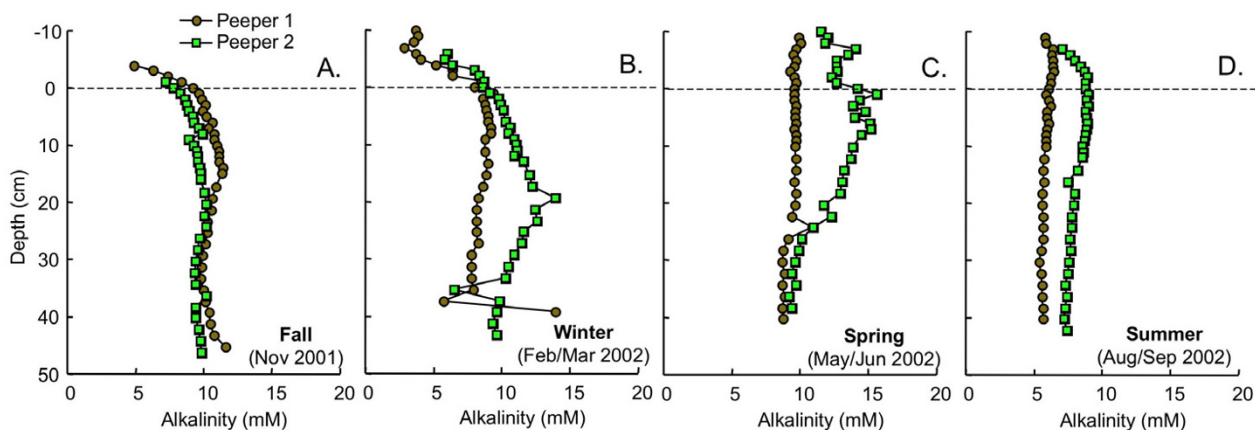 Peeper 1
Peeper 2
A.
B.
C.
D.
-10
0
10
20
30
40
50
Depth (cm)
Fall
(Nov 2001)
Winter
(Feb/Mar 2002)
Spring
(May/Jun 2002)
Summer
(Aug/Sep 2002)
5 10 15 20
0 5 10 15 20
0 5 10 15 20
0 5 10 15 20
Alkalinity (mM)
Alkalinity (mM)
Alkalinity (mM)
Alkalinity (mM)